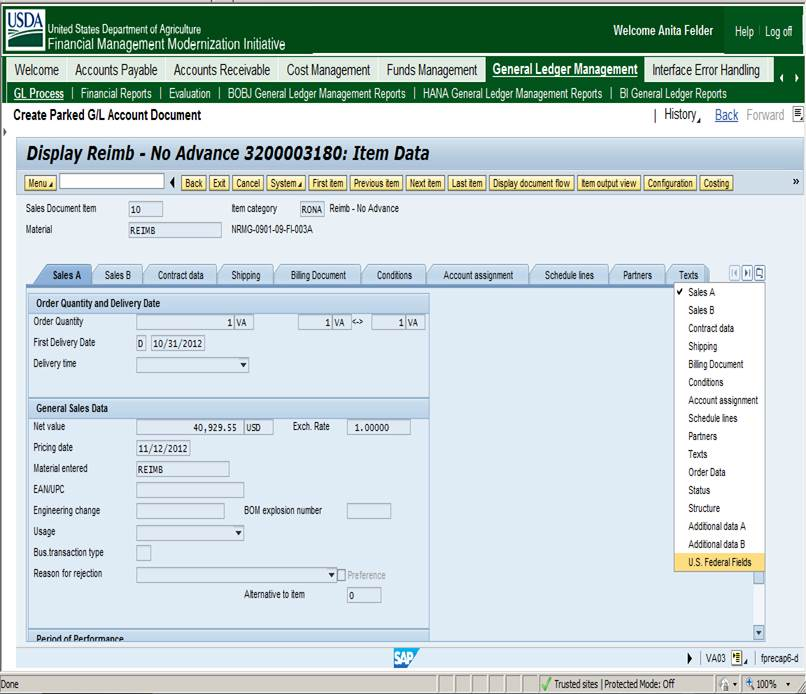 USDA United States Department of Agriculture
Financial Management Modernization Initiative
Welcome Anita Felder Help | Log off
Welcome Accounts Payable Accounts Receivable Cost Management Funds Management General Ledger Management Interface Error Handling
GL Process | Financial Reports | Evaluation | BOBJ General Ledger Management Reports | HANA General Ledger Management Reports | BI General Ledger Reports
Create Parked G/L Account Document | History Back Forward
Display Reimb - No Advance 3200003180: Item Data
Menu Back Exit Cancel System First item Previous item Next item Last item Display document flow Item output view Configuration Costing »
Sales Document Item 10 Item category RONA Reimb - No Advance
Material REIMB NRMG-0901-09-FI-003A
Sales A Sales B Contract data Shipping Billing Document Conditions Account assignment Schedule lines Partners Texts
Order Quantity and Delivery Date
Order Quantity 1 VA 1 VA <-> 1 VA
First Delivery Date D 10/31/2012
Delivery time
General Sales Data
Net value 40,929.55 USD Exch. Rate 1.00000
Pricing date 11/12/2012
Material entered REIMB
EAN/UPC
Engineering change BOM explosion number
Usage
Bus.transaction type
Reason for rejection Preference
Alternative to item 0
Period of Performance
Sales A
Sales B
Contract data
Shipping
Billing Document
Conditions
Account assignment
Schedule lines
Partners
Texts
Order Data
Status
Structure
Additional data A
Additional data B
U.S. Federal Fields
SAP VA03 fprecap6-d
Done Trusted sites | Protected Mode: Off 100%